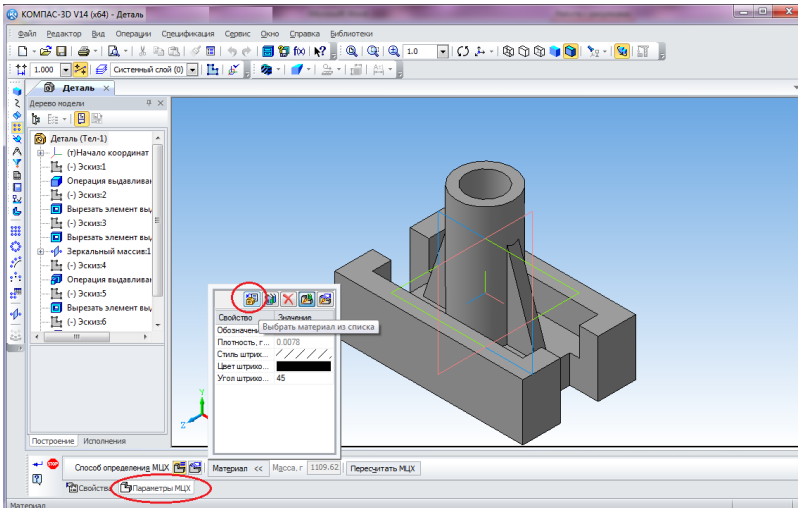 КОМПАС-3D V14 (x64) - Деталь
Файл Редактор Вид Операции Спецификация Сервис Окно Справка Библиотеки
1.0
1.000 Системный слой (0)
Деталь
Дерево модели
Деталь (Тел-1)
(т)Начало координат
(-) Эскиз:1
Операция выдавливан
(-) Эскиз:2
Вырезать элемент вы
(-) Эскиз:3
Вырезать элемент вы
Зеркальный массив:1
(-) Эскиз:4
Операция выдавливан
(-) Эскиз:5
Вырезать элемент вы
(-) Эскиз:6
Свойство Значение
Обозначени
Выбрать материал из списка
Плотность, г... 0.0078
Стиль штрих...
Цвет штрихо...
Угол штрихо... 45
Y
Z
Построение Исполнения
STOP
Способ определения МЦХ Материал << Масса, г 1109.62 Пересчитать МЦХ
Свойства Параметры МЦХ
Материал